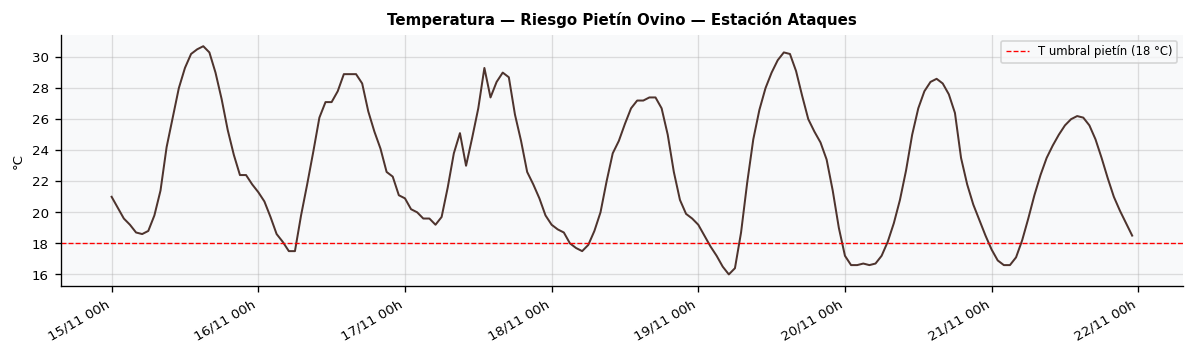 Temperatura — Riesgo Pietín Ovino — Estación Ataques
T umbral pietín (18 °C)
°C
30
28
26
24
22
20
18
16
15/11 00h
16/11 00h
17/11 00h
18/11 00h
19/11 00h
20/11 00h
21/11 00h
22/11 00h